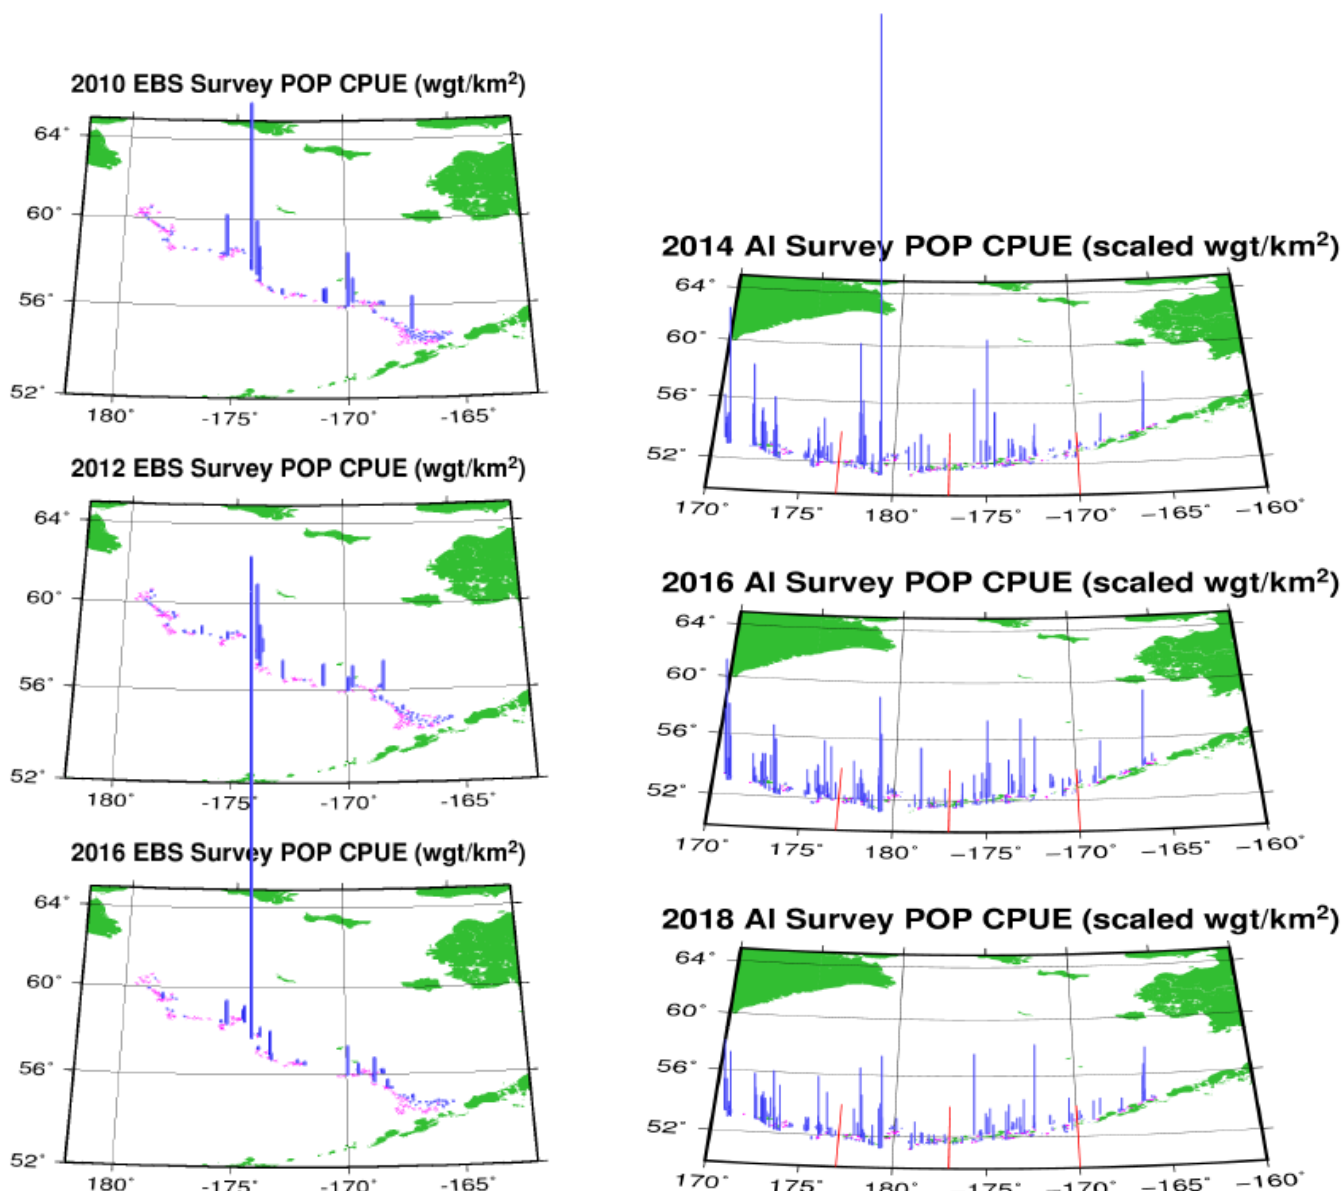 2010 EBS Survey POP CPUE (wgt/km²)
64°
60°
56°
52°
180° -175° -170° -165°
2012 EBS Survey POP CPUE (wgt/km²)
64°
60°
56°
52°
180° -175° -170° -165°
2016 EBS Survey POP CPUE (wgt/km²)
64°
60°
56°
52°
180° -175° -170° -165°
2014 AI Survey POP CPUE (scaled wgt/km²)
64°
60°
56°
52°
170° 175° 180° -175° -170° -165° -160°
2016 AI Survey POP CPUE (scaled wgt/km²)
64°
60°
56°
52°
170° 175° 180° -175° -170° -165° -160°
2018 AI Survey POP CPUE (scaled wgt/km²)
64°
60°
56°
52°
170° 175° 180° -175° -170° -165° -160°